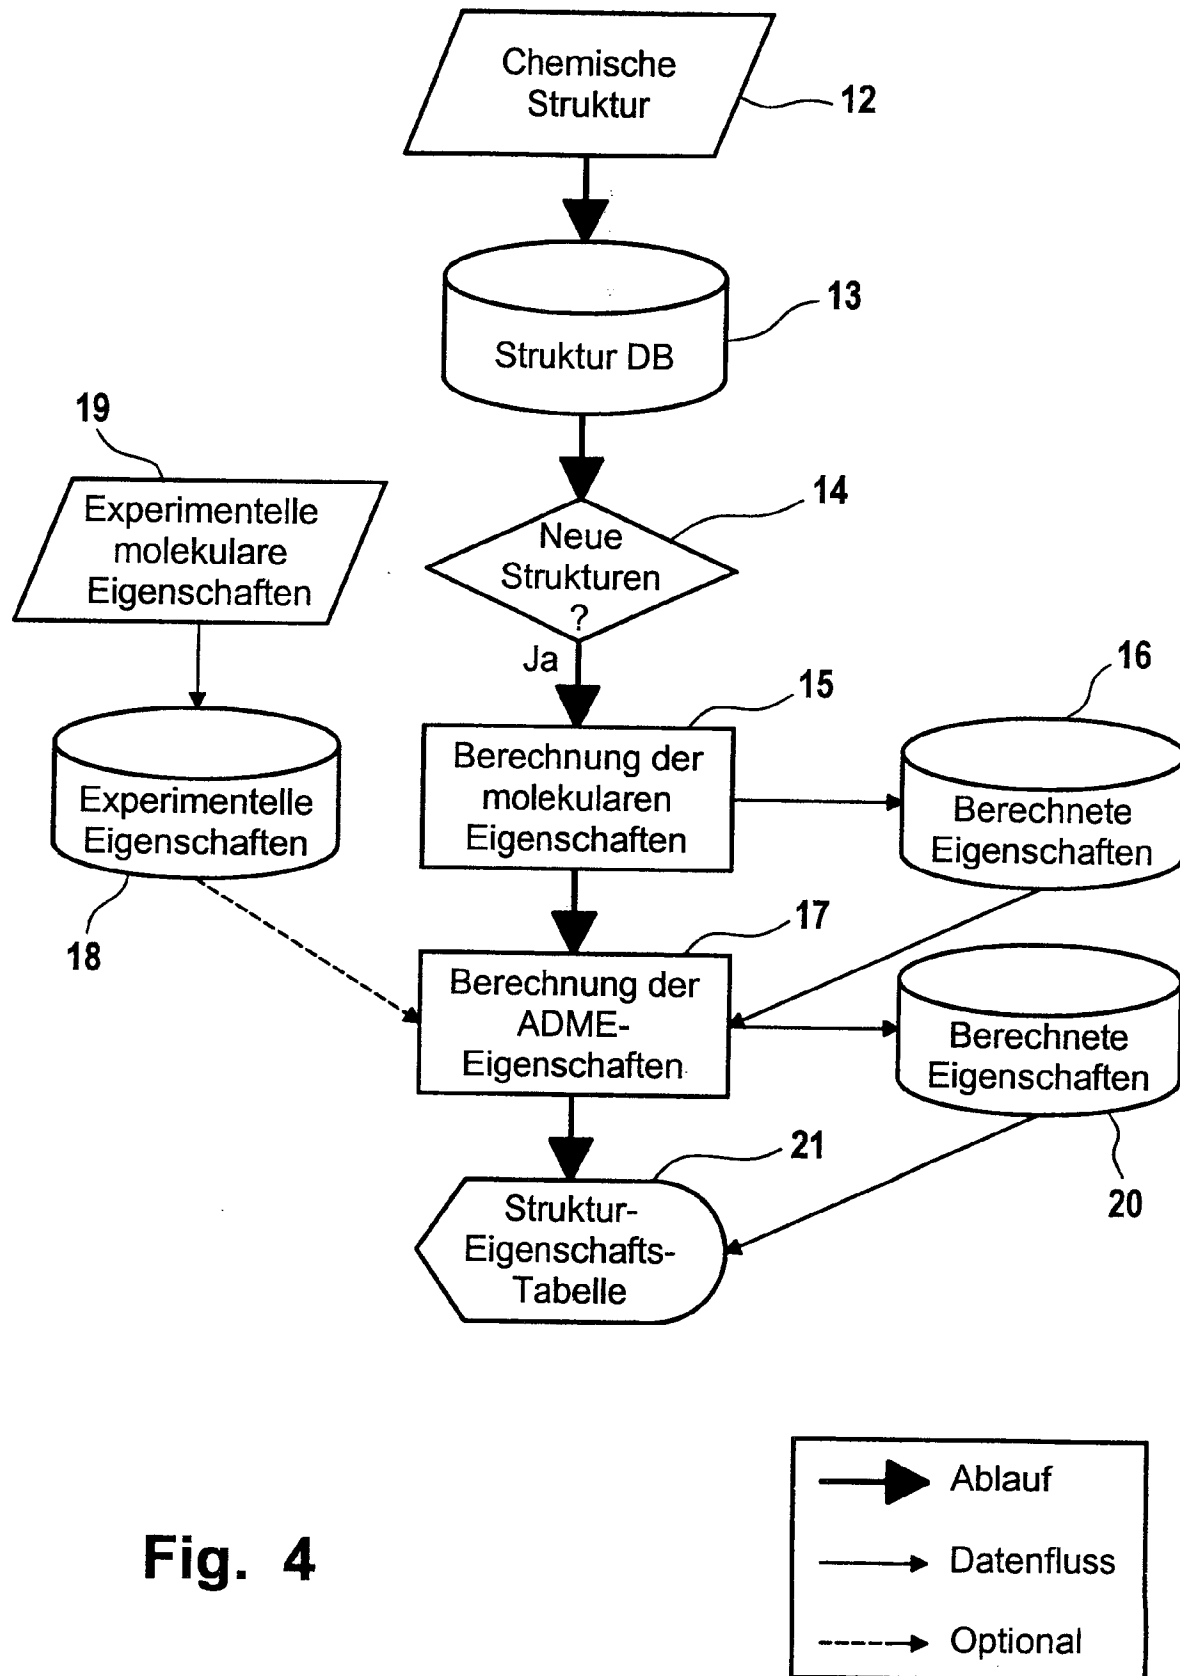 Chemische
Struktur
12
Struktur DB
13
19
Experimentelle
molekulare
Eigenschaften
Neue
Strukturen
?
14
Ja
15
16
Experimentelle
Eigenschaften
18
Berechnung der
molekularen
Eigenschaften
Berechnete
Eigenschaften
17
Berechnung der
ADME-
Eigenschaften
Berechnete
Eigenschaften
20
21
Struktur-
Eigenschafts-
Tabelle
Ablauf
Datenfluss
Optional
Fig. 4